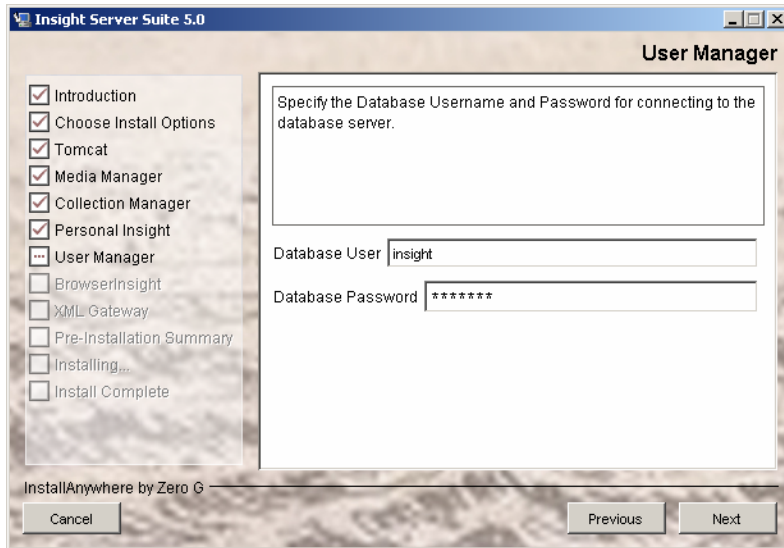 Insight Server Suite 5.0
User Manager
Introduction
Choose Install Options
Tomcat
Media Manager
Collection Manager
Personal Insight
User Manager
BrowserInsight
XML Gateway
Pre-Installation Summary
Installing...
Install Complete
Specify the Database Username and Password for connecting to the
database server.
Database User insight
Database Password *******
InstallAnywhere by Zero G
Cancel Previous Next